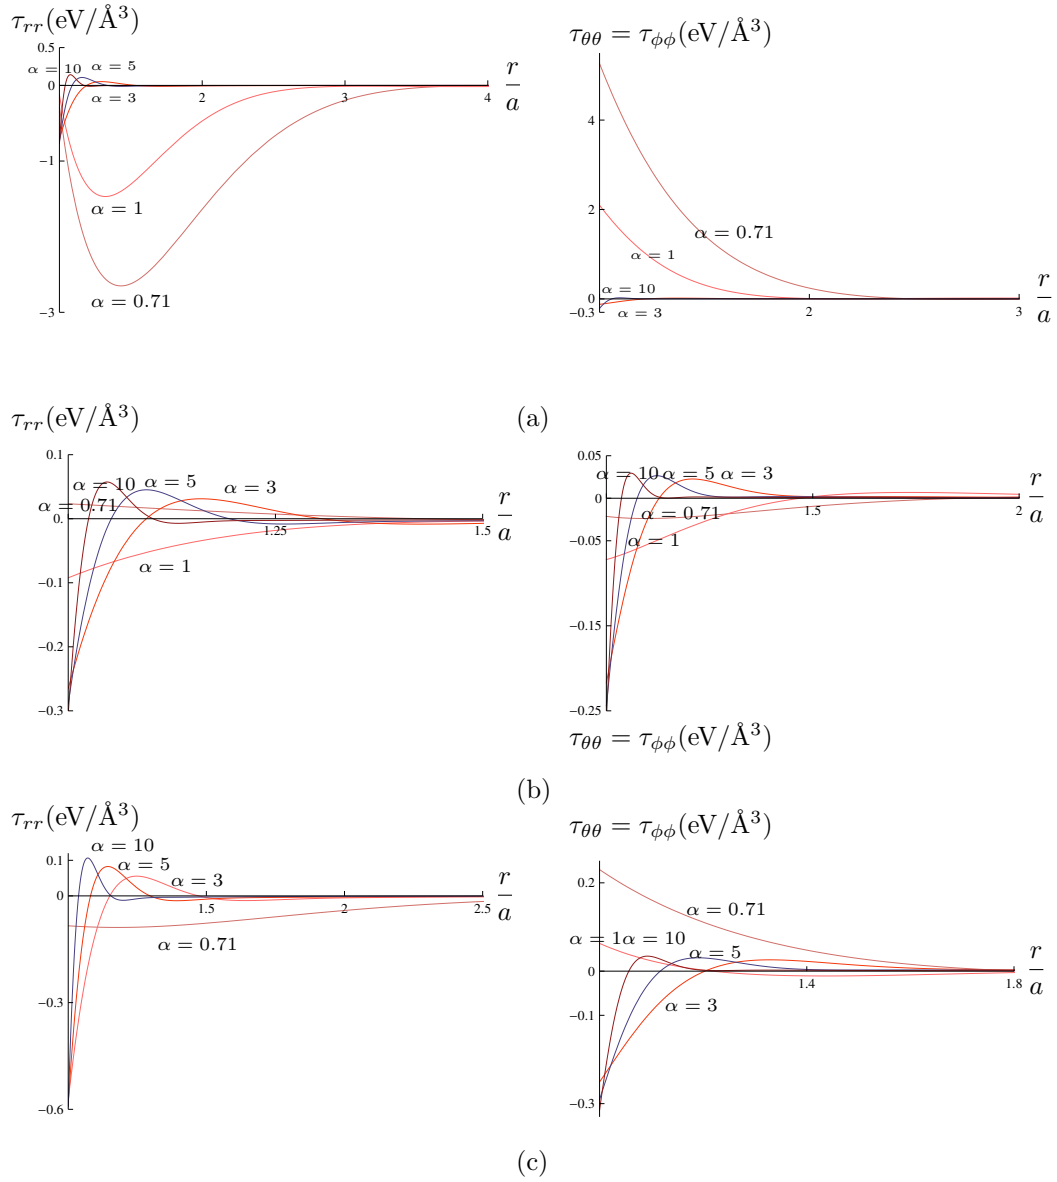 τrr(eV/Å³)
0.5
α = 10
α = 5
0
α = 3
2
3
4
r/a
−1
α = 1
α = 0.71
−3
τθθ = τϕϕ(eV/Å³)
r/a
4
2
α = 0.71
α = 1
α = 10
0
−0.3
α = 3
2
3
(a)
τrr(eV/Å³)
0.1
α = 10
α = 5
α = 3
α = 0.71
0
1.25
1.5
r/a
α = 1
−0.1
−0.2
−0.3
0.05
α = 10
α = 5
α = 3
0
α = 0.71
1.5
2
r/a
α = 1
−0.05
−0.15
−0.25
τθθ = τϕϕ(eV/Å³)
(b)
τrr(eV/Å³)
0.1
α = 10
α = 5
α = 3
0
1.5
2
2.5
r/a
α = 0.71
−0.3
−0.6
τθθ = τϕϕ(eV/Å³)
0.2
α = 0.71
α = 1
α = 10
α = 5
0
1.4
1.8
r/a
α = 3
−0.1
−0.3
(c)